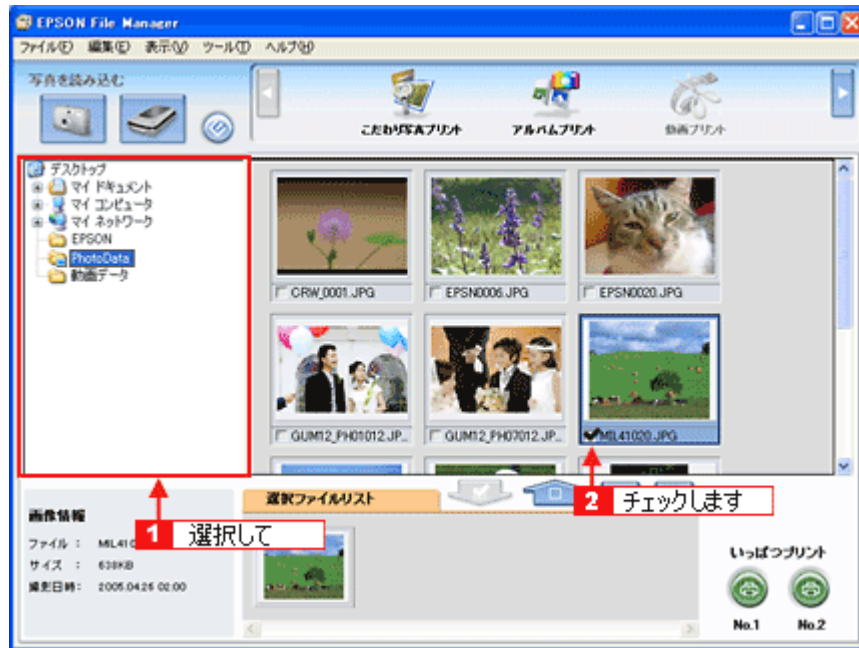 EPSON File Manager
ファイル(F) 編集(E) 表示(V) ツール(T) ヘルプ(H)
写真を読み込む
こだわり写真プリント アルバムプリント 動画プリント
デスクトップ
マイ ドキュメント
マイ コンピュータ
マイ ネットワーク
EPSON
PhotoData
動画データ
CRW_0001.JPG EPSN0006.JPG EPSN0020.JPG
GUM12_PH01012.JP... GUM12_PH07012.JP... MIL41020.JPG
選択ファイルリスト
2 チェックします
1 選択して
画像情報
ファイル : MIL410
サイズ : 638KB
撮影日時: 2005.04.26 02:00
いっぱつプリント
No.1 No.2